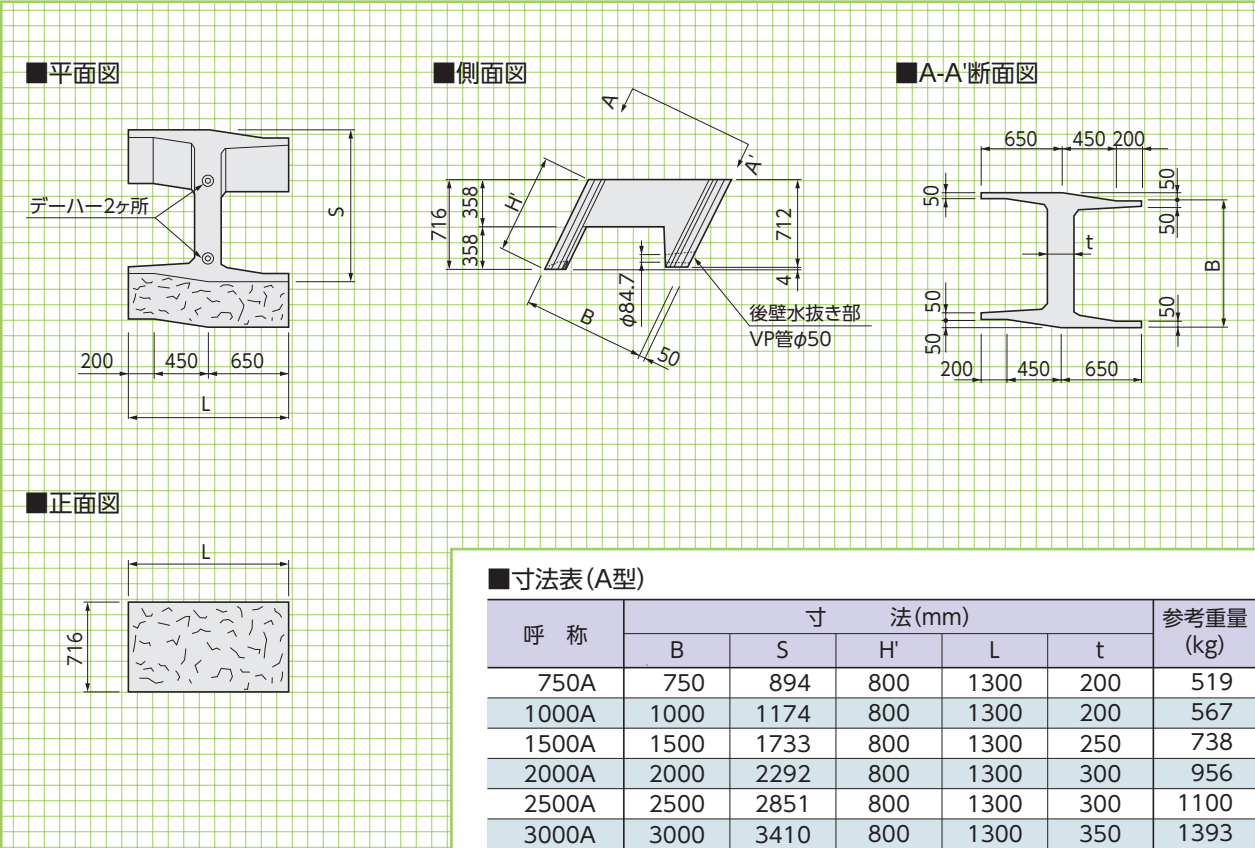 ■平面図
デーハー2ヶ所
S
200 450 650
L
■側面図
A
A'
H'
716
358
358
712
4
φ84.7
B
50
後壁水抜き部
VP管φ50
■A-A'断面図
650 450 200
50
50
50
t
B
50
50
50
200 450 650
■正面図
L
716
■寸法表(A型)
呼 称 寸 法(mm) 参考重量
(kg)
B S H' L t
750A 750 894 800 1300 200 519
1000A 1000 1174 800 1300 200 567
1500A 1500 1733 800 1300 250 738
2000A 2000 2292 800 1300 300 956
2500A 2500 2851 800 1300 300 1100
3000A 3000 3410 800 1300 350 1393